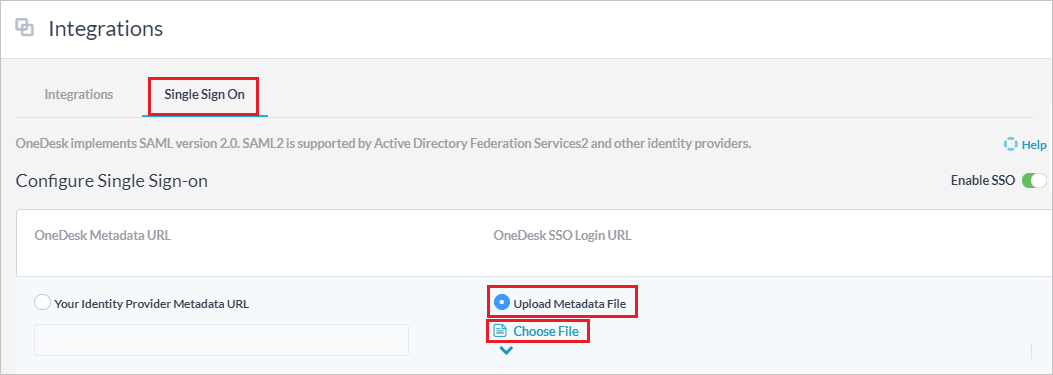 Integrations
Integrations
Single Sign On
OneDesk implements SAML version 2.0. SAML2 is supported by Active Directory Federation Services2 and other identity providers.
Help
Configure Single Sign-on
Enable SSO
OneDesk Metadata URL
OneDesk SSO Login URL
Your Identity Provider Metadata URL
Upload Metadata File
Choose File